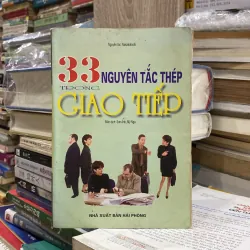 33 NGUYÊN TẮC THÉP
TRONG
GIAO TIẾP
NHÀ XUẤT BẢN HẢI PHÒNG